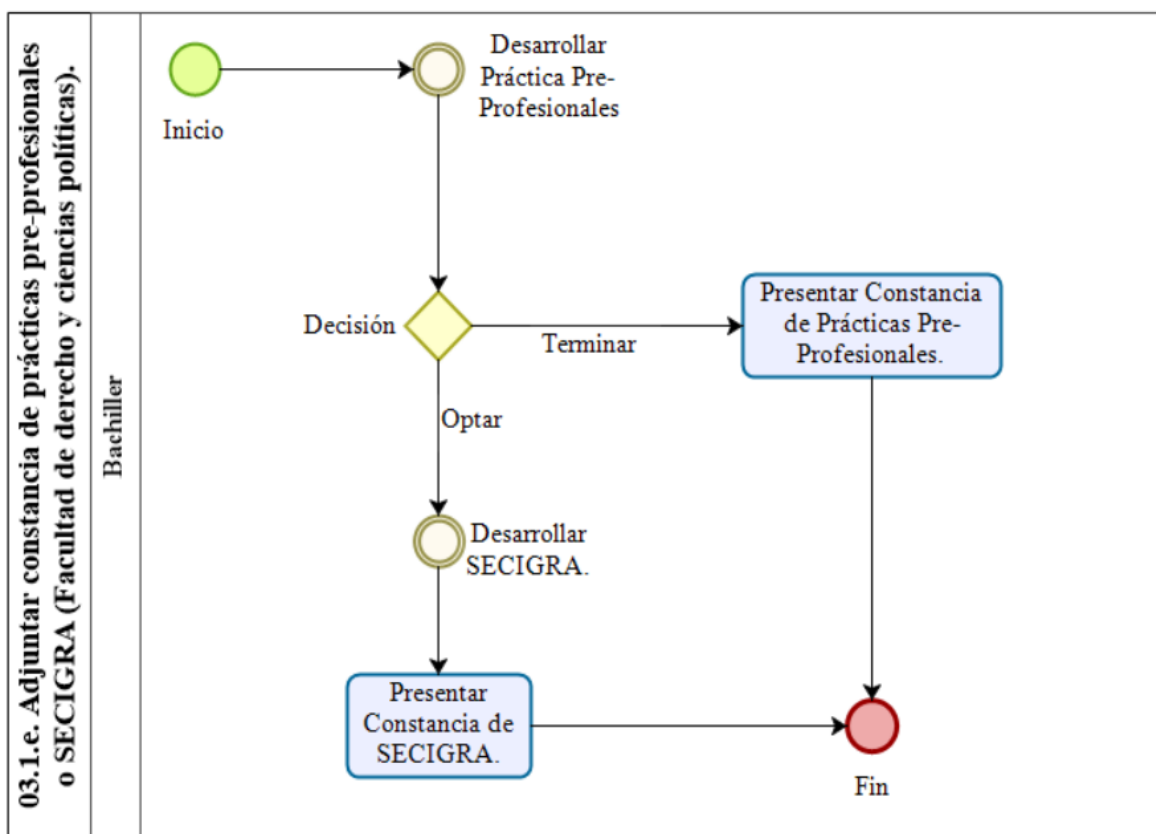 03.1.e. Adjuntar constancia de prácticas pre-profesionales
o SECIGRA (Facultad de derecho y ciencias políticas).
Bachiller
Inicio
Desarrollar
Práctica Pre-
Profesionales
Decisión
Terminar
Presentar Constancia
de Prácticas Pre-
Profesionales.
Optar
Desarrollar
SECIGRA.
Presentar
Constancia de
SECIGRA.
Fin